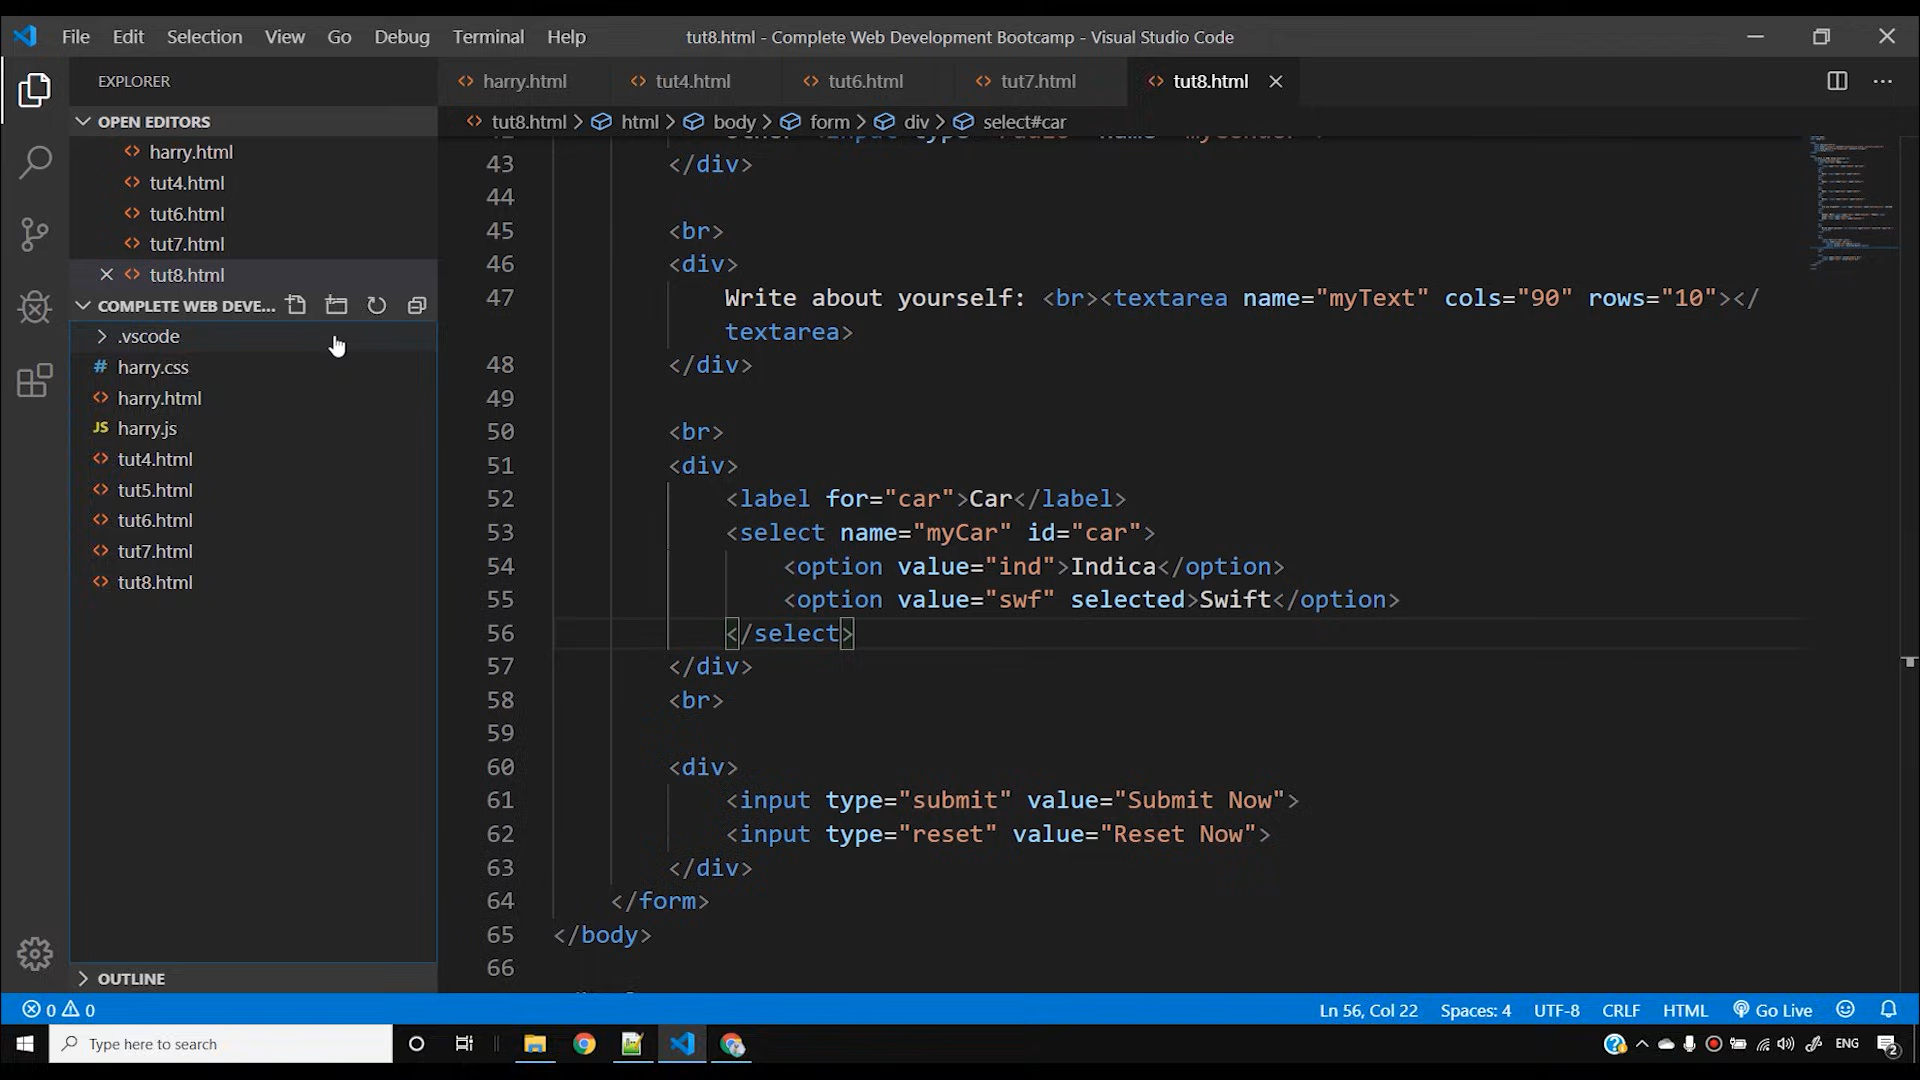 File Edit Selection View Go Debug Terminal Help
tut8.html - Complete Web Development Bootcamp - Visual Studio Code
EXPLORER
harry.html
tut4.html
tut6.html
tut7.html
tut8.html
OPEN EDITORS
harry.html
tut4.html
tut6.html
tut7.html
tut8.html
COMPLETE WEB DEVE...
.vscode
# harry.css
harry.html
JS harry.js
tut4.html
tut5.html
tut6.html
tut7.html
tut8.html
OUTLINE
tut8.html > html > body > form > div > select#car
43 </div>
44
45 <br>
46 <div>
47 Write about yourself: <br><textarea name="myText" cols="90" rows="10"></
textarea>
48 </div>
49
50 <br>
51 <div>
52 <label for="car">Car</label>
53 <select name="myCar" id="car">
54 <option value="ind">Indica</option>
55 <option value="swf" selected>Swift</option>
56 </select>
57 </div>
58 <br>
59
60 <div>
61 <input type="submit" value="Submit Now">
62 <input type="reset" value="Reset Now">
63 </div>
64 </form>
65 </body>
66
0 0
Ln 56, Col 22 Spaces: 4 UTF-8 CRLF HTML Go Live
Type here to search
ENG
2